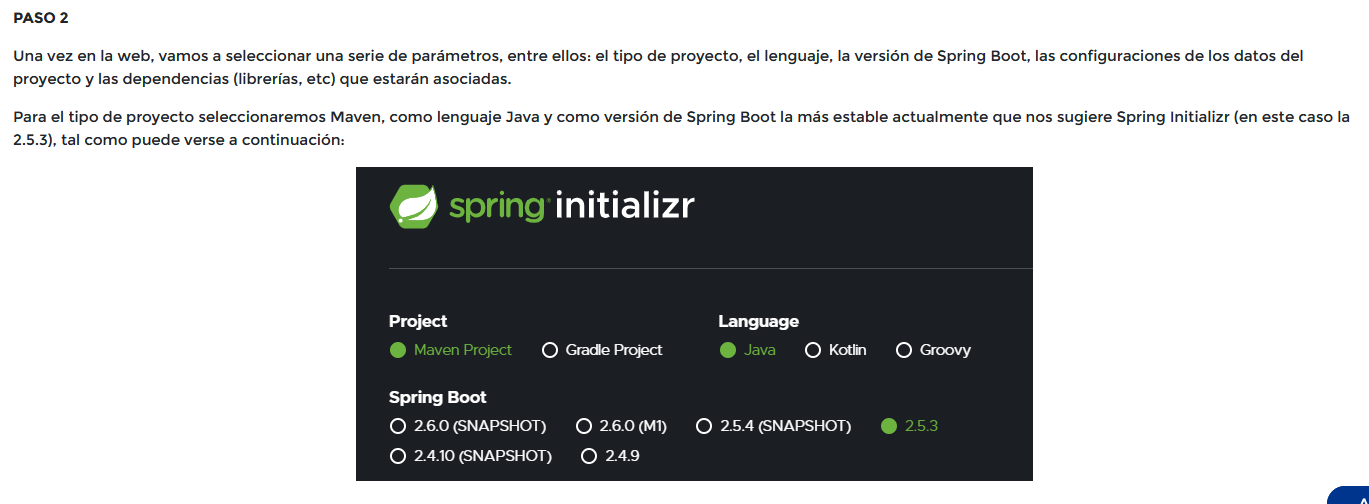 PASO 2
Una vez en la web, vamos a seleccionar una serie de parámetros, entre ellos: el tipo de proyecto, el lenguaje, la versión de Spring Boot, las configuraciones de los datos del
proyecto y las dependencias (librerías, etc) que estarán asociadas.
Para el tipo de proyecto seleccionaremos Maven, como lenguaje Java y como versión de Spring Boot la más estable actualmente que nos sugiere Spring Initializr (en este caso la
2.5.3), tal como puede verse a continuación:
spring initializr
Project Language
Maven Project Gradle Project Java Kotlin Groovy
Spring Boot
2.6.0 (SNAPSHOT) 2.6.0 (M1) 2.5.4 (SNAPSHOT) 2.5.3
2.4.10 (SNAPSHOT) 2.4.9